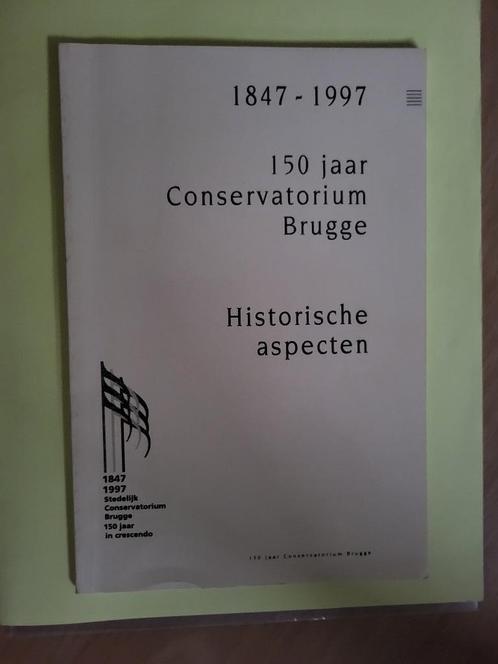 1847 - 1997
150 jaar
Conservatorium
Brugge
Historische
aspecten
1847
1997
Stedelijk
Conservatorium
Brugge
150 jaar
in crescendo
150 jaar Conservatorium Brugge